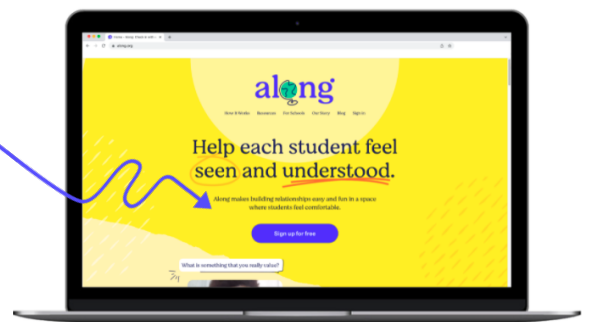 along.org
along
How It Works Resources For Schools Our Story Blog Sign In
Help each student feel
seen and understood.
Along makes building relationships easy and fun in a space
where students feel comfortable.
Sign up for free
What is something that you really value?